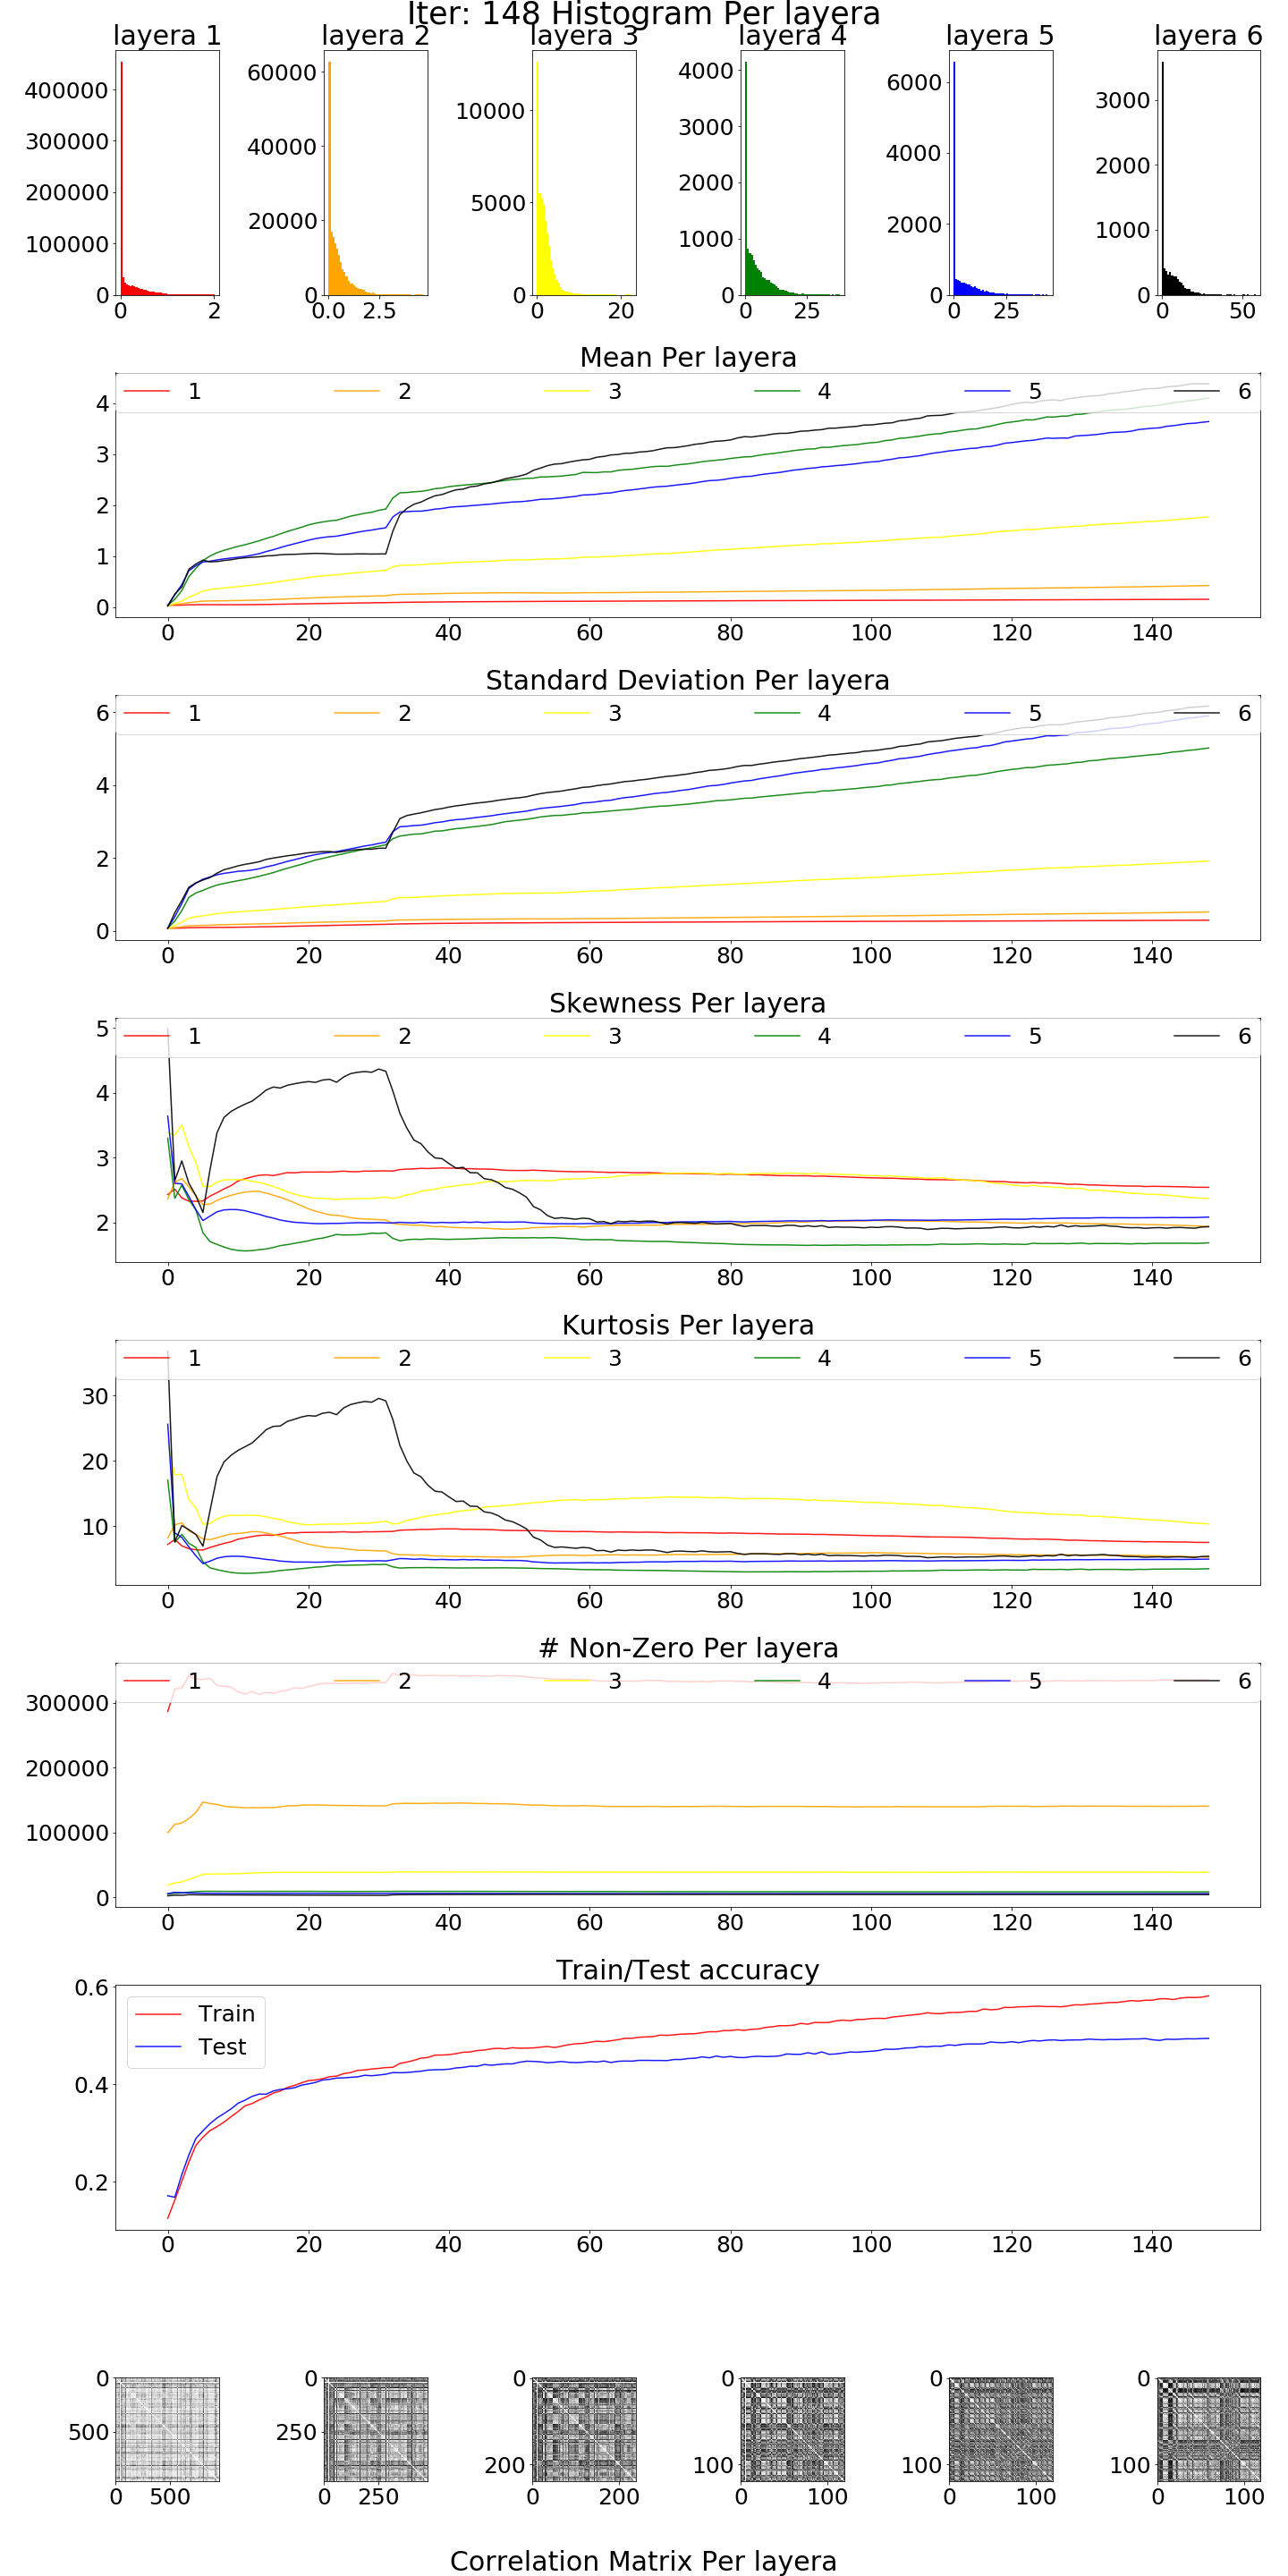 Iter: 148 Histogram Per layera
layera 1 layera 2 layera 3 layera 4 layera 5 layera 6
400000 300000 200000 100000 0
0 2
60000 40000 20000 0
0.0 2.5
10000 5000 0
0 20
4000 3000 2000 1000 0
0 25
6000 4000 2000 0
0 25
3000 2000 1000 0
0 50
Mean Per layera
1 2 3 4 5 6
4
3
2
1
0
0 20 40 60 80 100 120 140
Standard Deviation Per layera
1 2 3 4 5 6
6
4
2
0
0 20 40 60 80 100 120 140
Skewness Per layera
1 2 3 4 5 6
5
4
3
2
0 20 40 60 80 100 120 140
Kurtosis Per layera
1 2 3 4 5 6
30
20
10
0 20 40 60 80 100 120 140
# Non-Zero Per layera
1 2 3 4 5 6
300000
200000
100000
0
0 20 40 60 80 100 120 140
Train/Test accuracy
Train
Test
0.6
0.4
0.2
0 20 40 60 80 100 120 140
0 500
0 500
0 250
0 250
0 200
0 200
0 100
0 100
0 100
0 100
0 100
0 100
Correlation Matrix Per layera